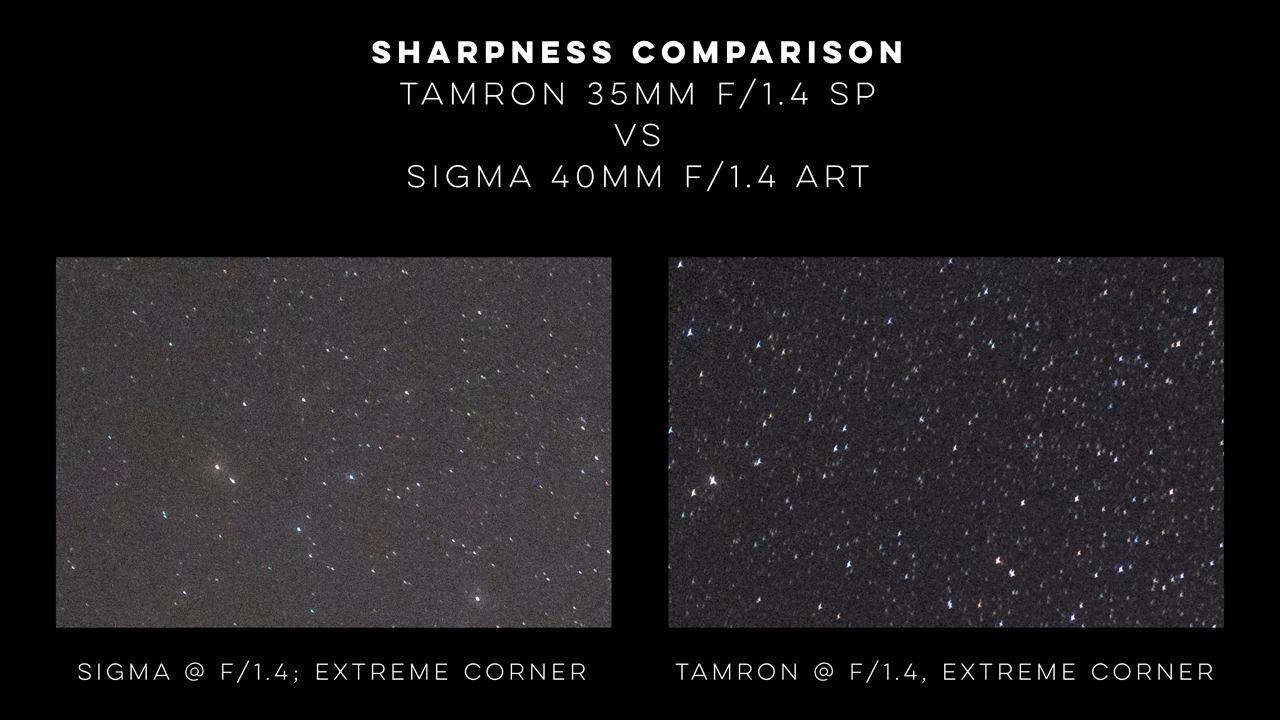 SHARPNESS COMPARISON
TAMRON 35MM F/1.4 SP
VS
SIGMA 40MM F/1.4 ART
SIGMA @ F/1.4; EXTREME CORNER
TAMRON @ F/1.4, EXTREME CORNER